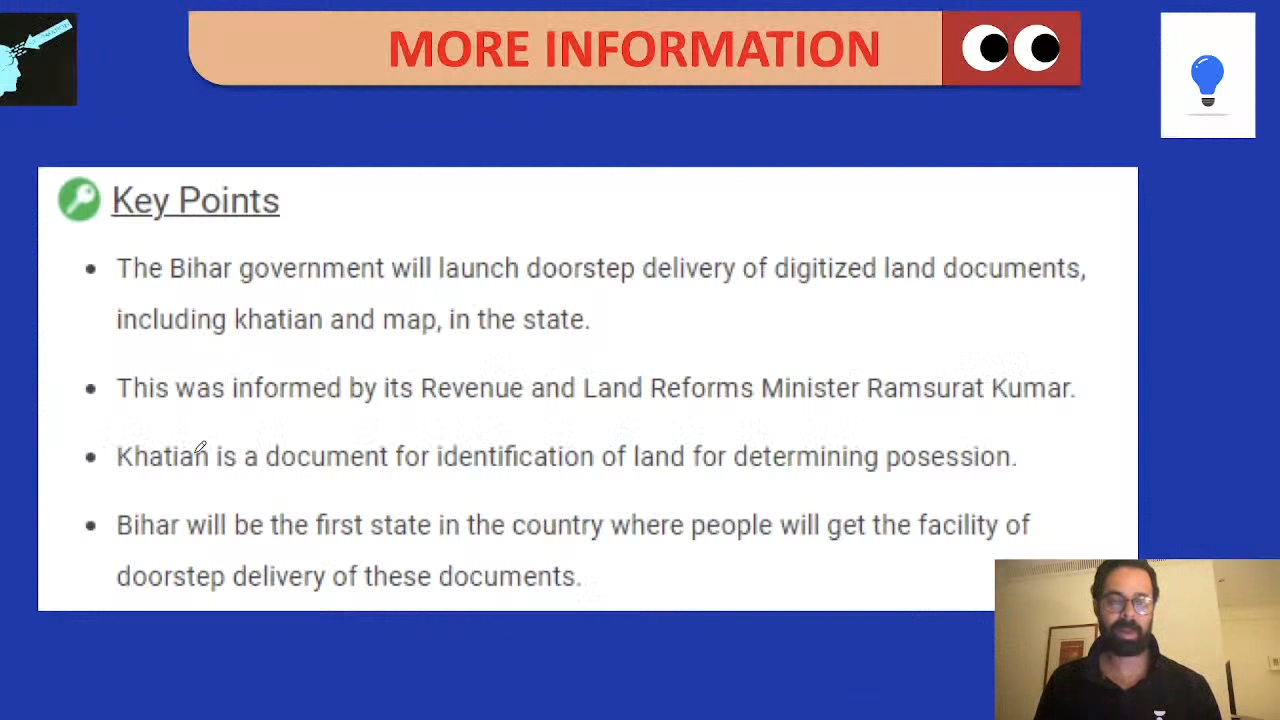 MORE INFORMATION
Key Points
The Bihar government will launch doorstep delivery of digitized land documents,
including khatian and map, in the state.
This was informed by its Revenue and Land Reforms Minister Ramsurat Kumar.
Khatian is a document for identification of land for determining posession.
Bihar will be the first state in the country where people will get the facility of
doorstep delivery of these documents.